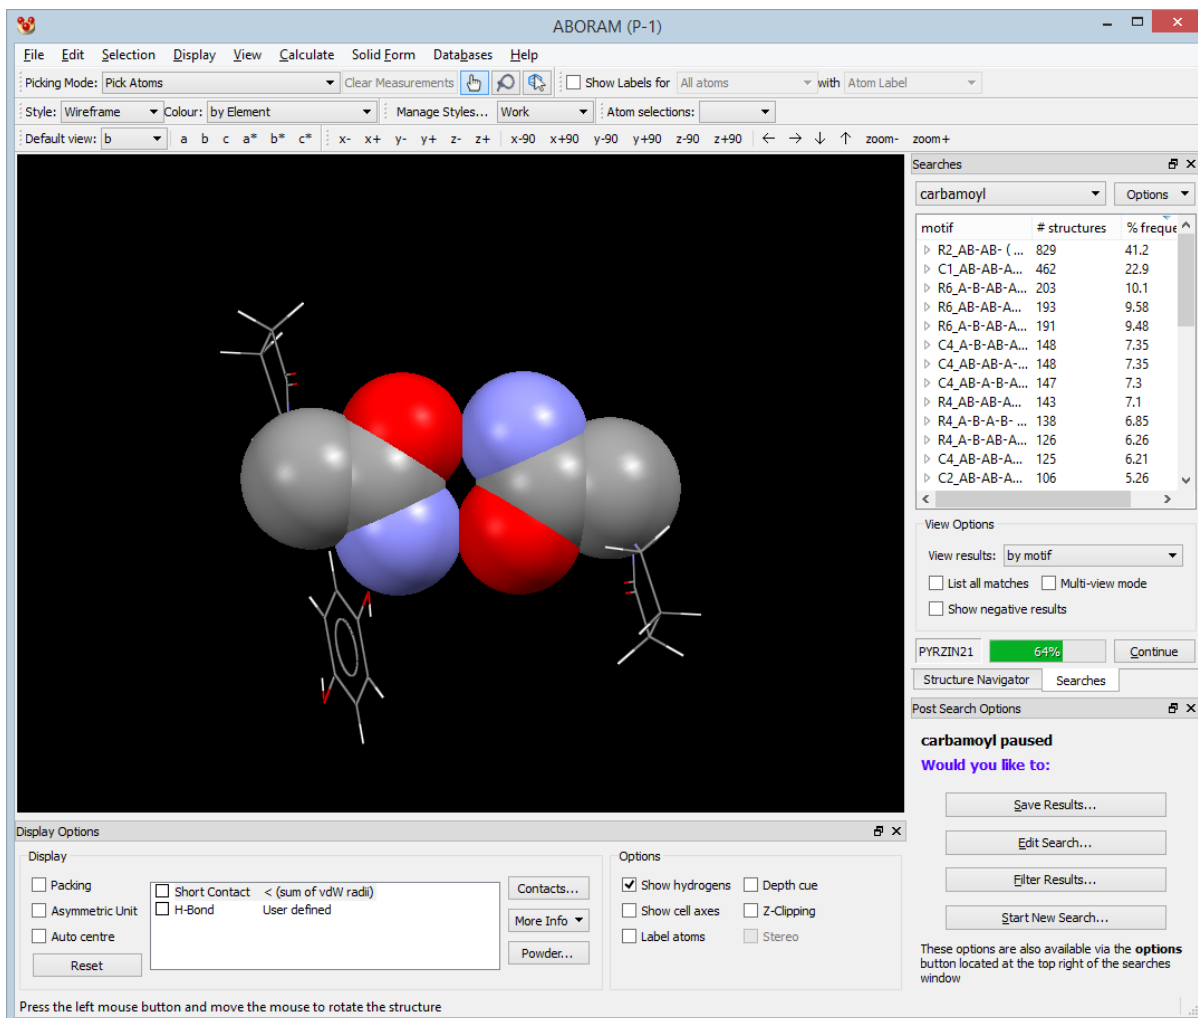 ABORAM (P-1)
File Edit Selection Display View Calculate Solid Form Databases Help
Picking Mode: Pick Atoms Clear Measurements Show Labels for All atoms with Atom Label
Style: Wireframe Colour: by Element Manage Styles... Work Atom selections:
Default view: b a b c a* b* c* x- x+ y- y+ z- z+ x-90 x+90 y-90 y+90 z-90 z+90 ← → ↓ ↑ zoom- zoom+
Searches
carbamoyl Options
motif # structures % freque
R2_AB-AB- ( ... 829 41.2
C1_AB-AB-A... 462 22.9
R6_A-B-AB-A... 203 10.1
R6_AB-AB-A... 193 9.58
R6_A-B-AB-A... 191 9.48
C4_A-B-AB-A... 148 7.35
C4_AB-AB-A-... 148 7.35
C4_AB-A-B-A... 147 7.3
R4_AB-AB-A... 143 7.1
R4_A-B-A-B- ... 138 6.85
R4_A-B-AB-A... 126 6.26
C4_AB-AB-A... 125 6.21
C2_AB-AB-A... 106 5.26
View Options
View results: by motif
List all matches Multi-view mode
Show negative results
PYRZIN21 64% Continue
Structure Navigator Searches
Post Search Options
carbamoyl paused
Would you like to:
Save Results...
Edit Search...
Filter Results...
Start New Search...
These options are also available via the options
button located at the top right of the searches
window
Display Options
Display
Packing
Asymmetric Unit
Auto centre
Reset
Short Contact < (sum of vdW radii)
H-Bond User defined
Contacts...
More Info
Powder...
Options
Show hydrogens Depth cue
Show cell axes Z-Clipping
Label atoms Stereo
Press the left mouse button and move the mouse to rotate the structure